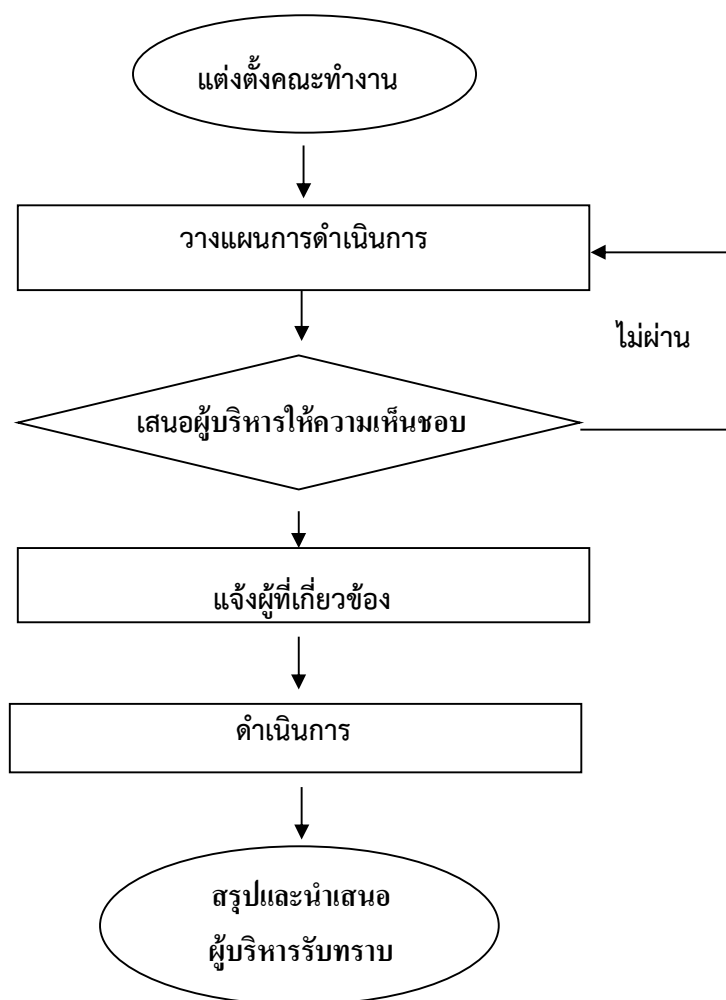 แต่งตั้งคณะทำงาน
วางแผนการดำเนินการ
ไม่ผ่าน
เสนอผู้บริหารให้ความเห็นชอบ
แจ้งผู้ที่เกี่ยวข้อง
ดำเนินการ
สรุปและนำเสนอ
ผู้บริหารรับทราบ